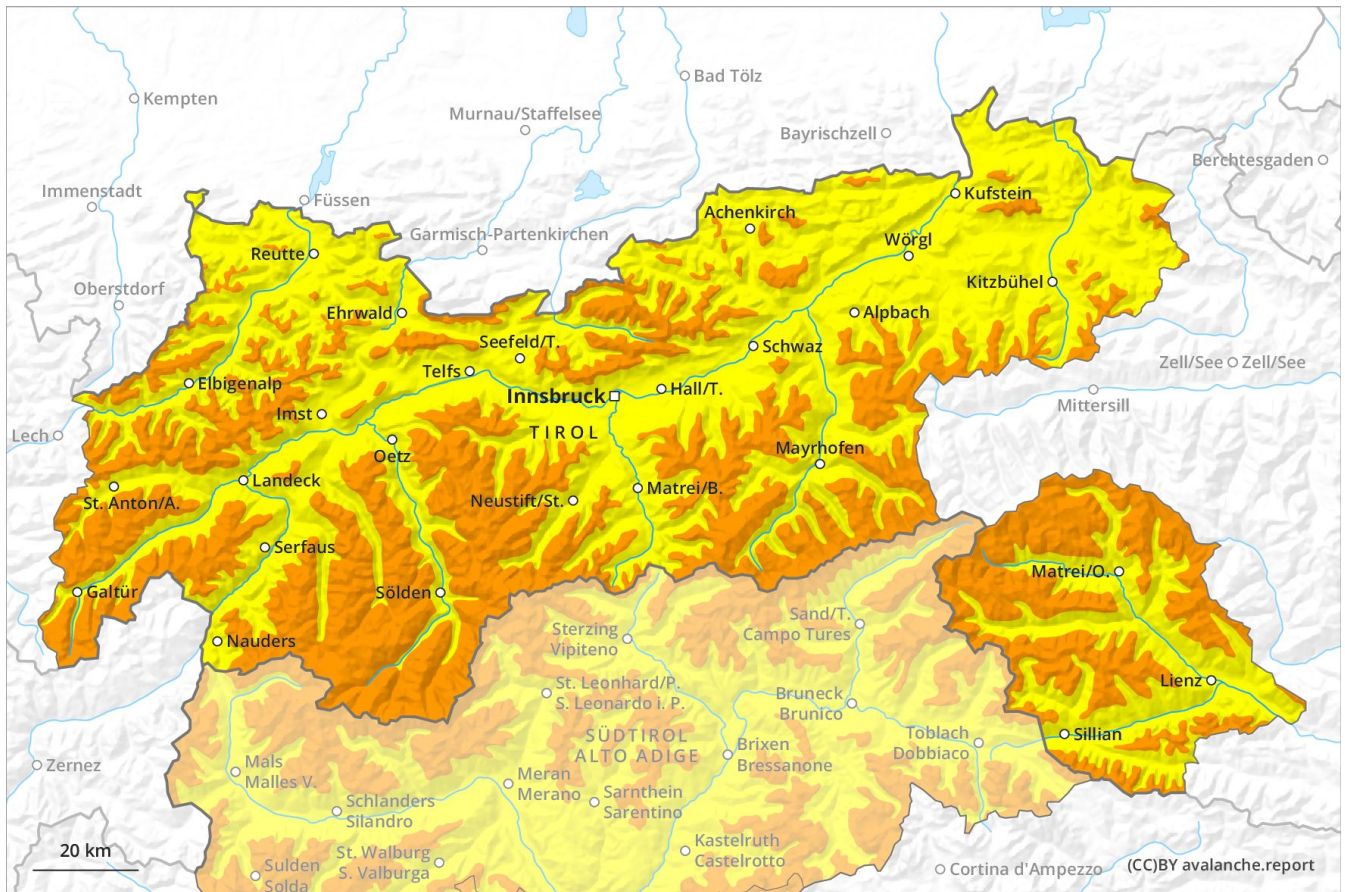 Kempten
Bad Tölz
Murnau/Staffelsee
Bayrischzell
Berchtesgaden
Immenstadt
Füssen
Kufstein
Achenkirch
Garmisch-Partenkirchen
Reutte
Wörgl
Oberstdorf
Kitzbühel
Ehrwald
Alpbach
Seefeld/T.
Schwaz
Zell/See
Zell/See
Telfs
Elbigenalp
Hall/T.
Innsbruck
Mittersill
Imst
Lech
TIROL
Mayrhofen
Oetz
Landeck
Matrei/B.
St. Anton/A.
Neustift/St.
Serfaus
Matrei/O.
Galtür
Sölden
Sand/T.
Campo Tures
Sterzing
Vipiteno
Nauders
Lienz
St. Leonhard/P.
S. Leonardo i. P.
Bruneck
Brunico
Sillian
Toblach
Dobbiaco
SÜDTIROL
ALTO ADIGE
Brixen
Bressanone
Zernez
Mals
Malles V.
Meran
Merano
Sarnthein
Sarentino
Schlanders
Silandro
Kastelruth
Castelrotto
20 km
St. Walburg
S. Valburga
Sulden
Solda
Cortina d'Ampezzo
(CC)BY avalanche.report